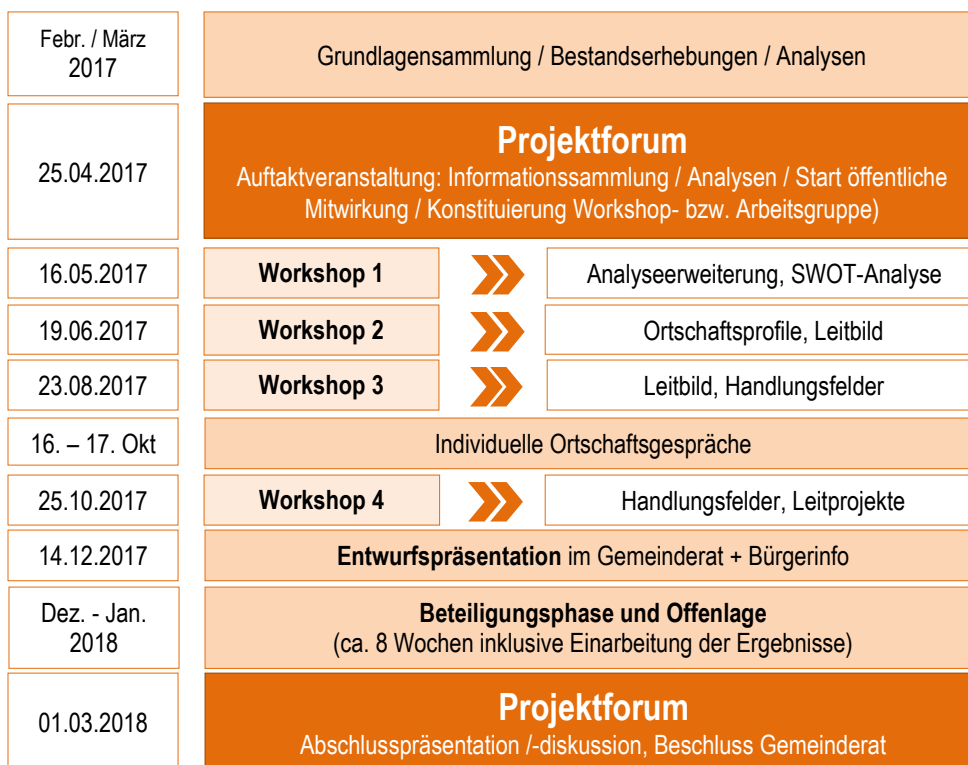 Febr. / März
2017
Grundlagensammlung / Bestandserhebungen / Analysen
25.04.2017
Projektforum
Auftaktveranstaltung: Informationssammlung / Analysen / Start öffentliche
Mitwirkung / Konstituierung Workshop- bzw. Arbeitsgruppe)
16.05.2017
Workshop 1
Analyseerweiterung, SWOT-Analyse
19.06.2017
Workshop 2
Ortschaftsprofile, Leitbild
23.08.2017
Workshop 3
Leitbild, Handlungsfelder
16. – 17. Okt
Individuelle Ortschaftsgespräche
25.10.2017
Workshop 4
Handlungsfelder, Leitprojekte
14.12.2017
Entwurfspräsentation im Gemeinderat + Bürgerinfo
Dez. - Jan.
2018
Beteiligungsphase und Offenlage
(ca. 8 Wochen inklusive Einarbeitung der Ergebnisse)
01.03.2018
Projektforum
Abschlusspräsentation /-diskussion, Beschluss Gemeinderat